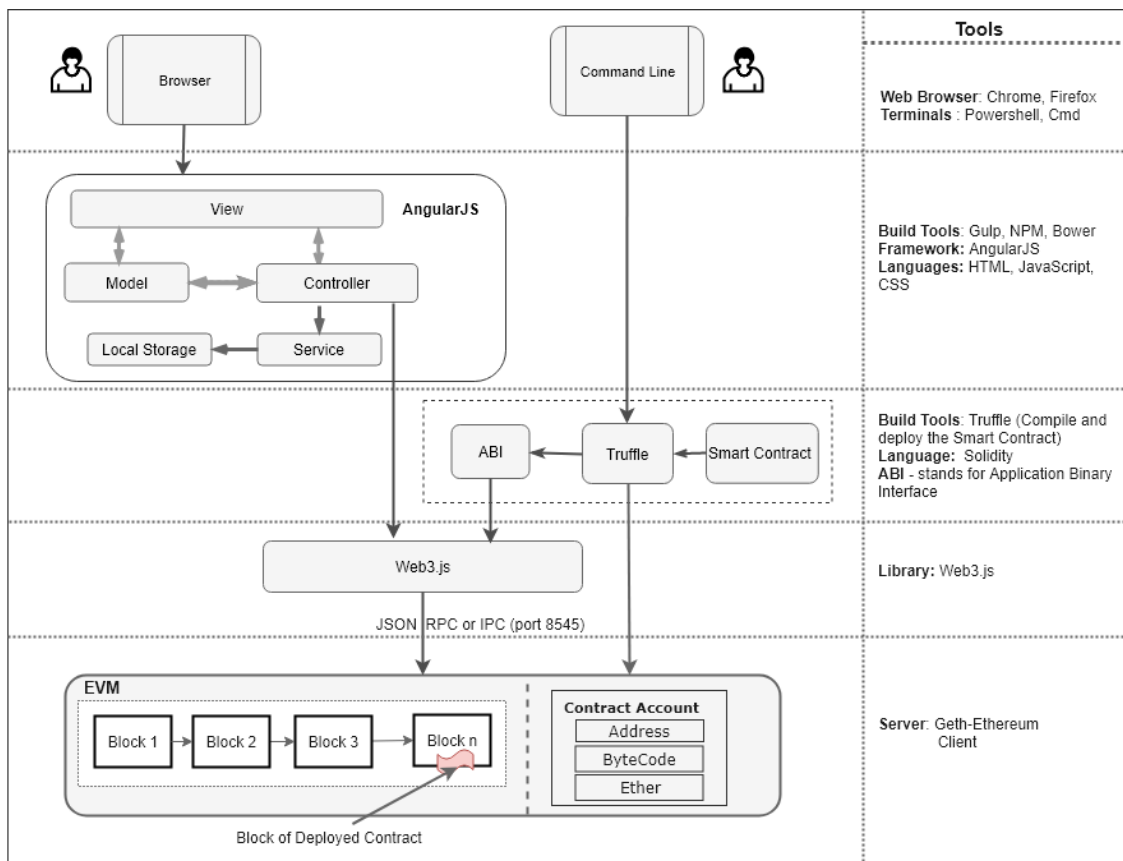 Tools
Browser
Command Line
Web Browser: Chrome, Firefox
Terminals : Powershell, Cmd
View
AngularJS
Model
Controller
Local Storage
Service
Build Tools: Gulp, NPM, Bower
Framework: AngularJS
Languages: HTML, JavaScript,
CSS
ABI
Truffle
Smart Contract
Build Tools: Truffle (Compile and
deploy the Smart Contract)
Language: Solidity
ABI - stands for Application Binary
Interface
Web3.js
Library: Web3.js
JSON RPC or IPC (port 8545)
EVM
Block 1
Block 2
Block 3
Block n
Block of Deployed Contract
Contract Account
Address
ByteCode
Ether
Server: Geth-Ethereum
Client